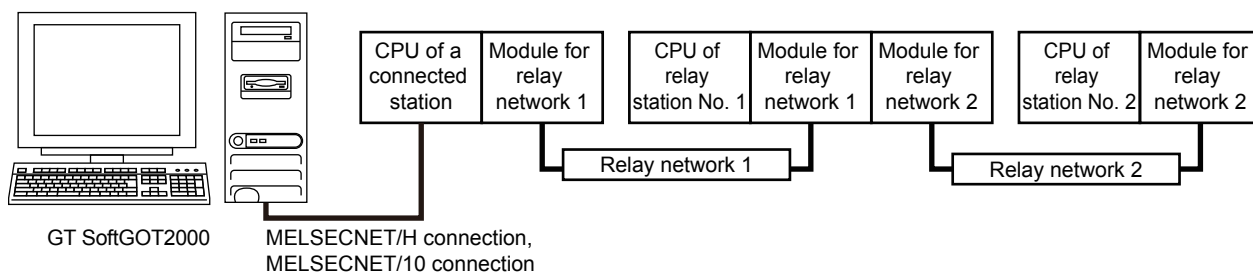 CPU of a
connected
station
Module for
relay
network 1
CPU of
relay
station No. 1
Module for
relay
network 1
Module for
relay
network 2
CPU of
relay
station No. 2
Module for
relay
network 2
Relay network 1
Relay network 2
GT SoftGOT2000
MELSECNET/H connection,
MELSECNET/10 connection